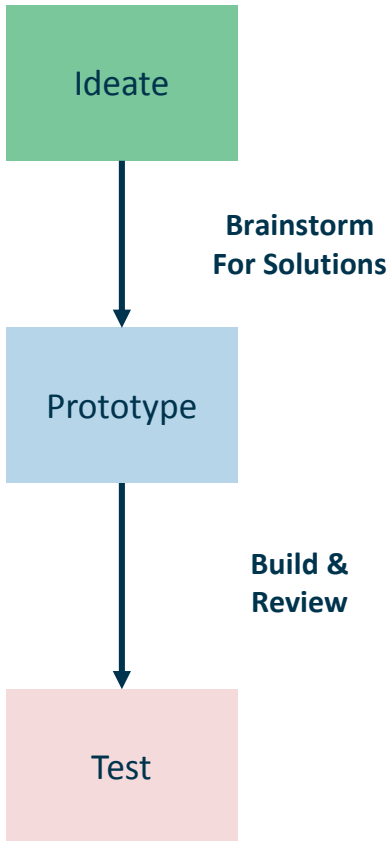 Ideate
Brainstorm
For Solutions
Prototype
Build &
Review
Test